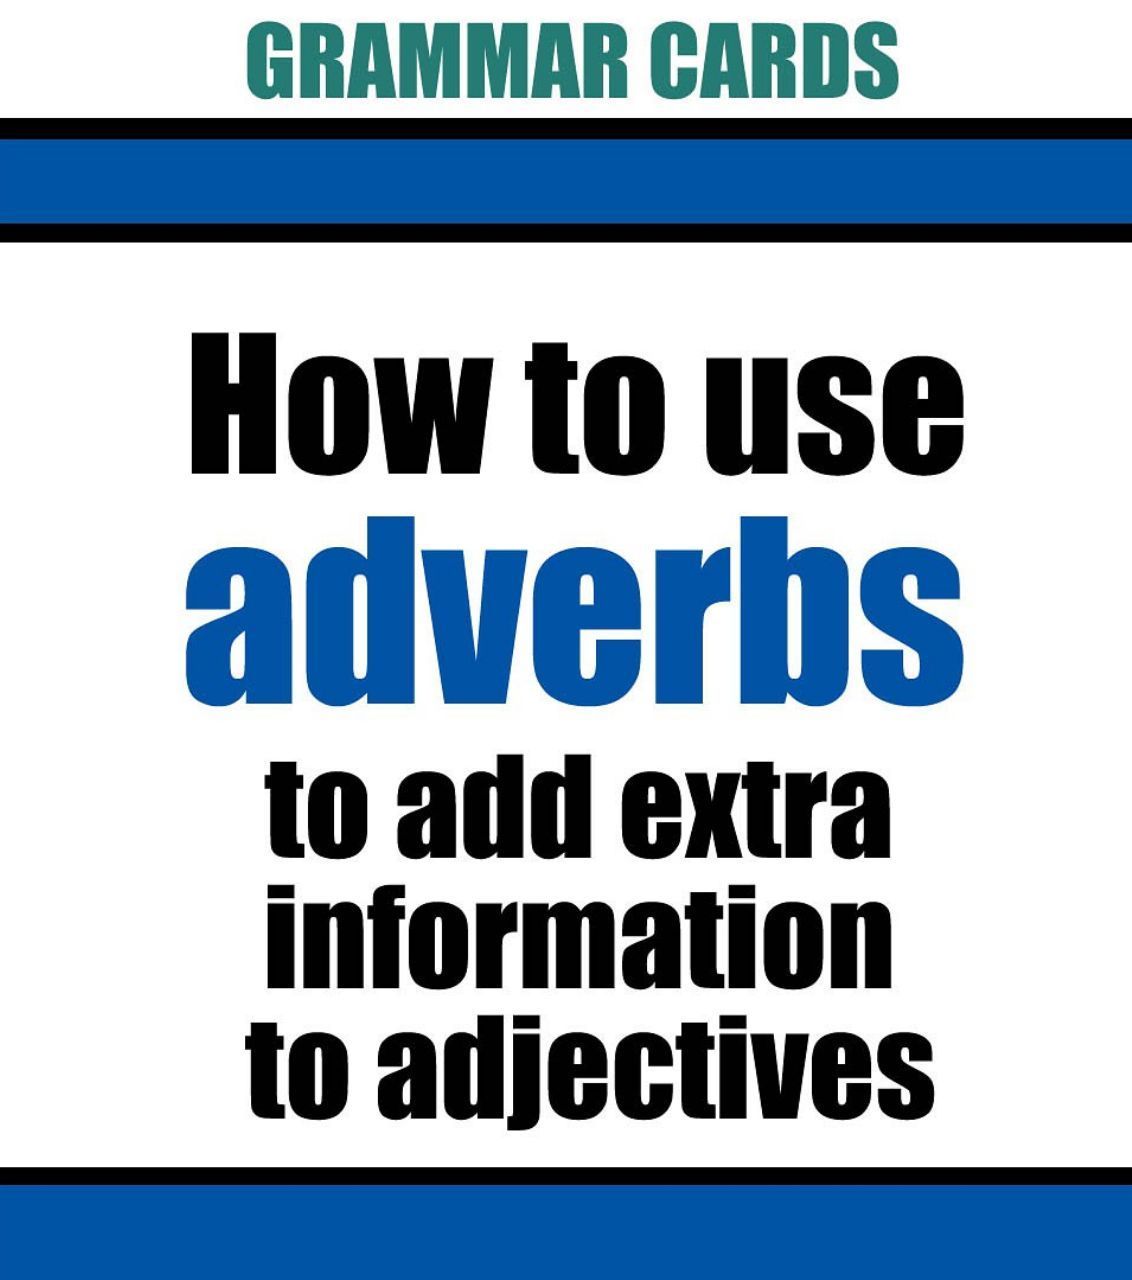 GRAMMAR CARDS
How to use
adverbs
to add extra
information
to adjectives